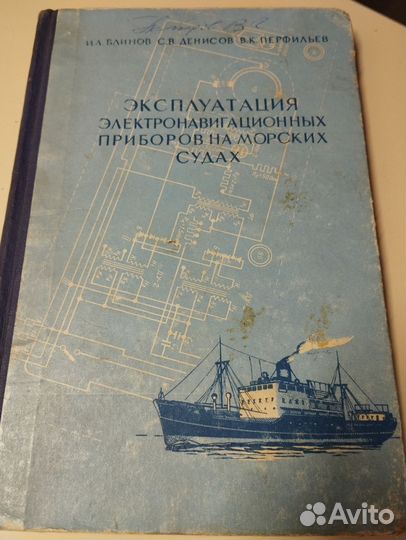 И.А. БЛИНОВ С.В. ДЕНИСОВ В.К. ПЕРФИЛЬЕВ
ЭКСПЛУАТАЦИЯ
ЭЛЕКТРОНАВИГАЦИОННЫХ
ПРИБОРОВ НА МОРСКИХ
СУДАХ
Avito